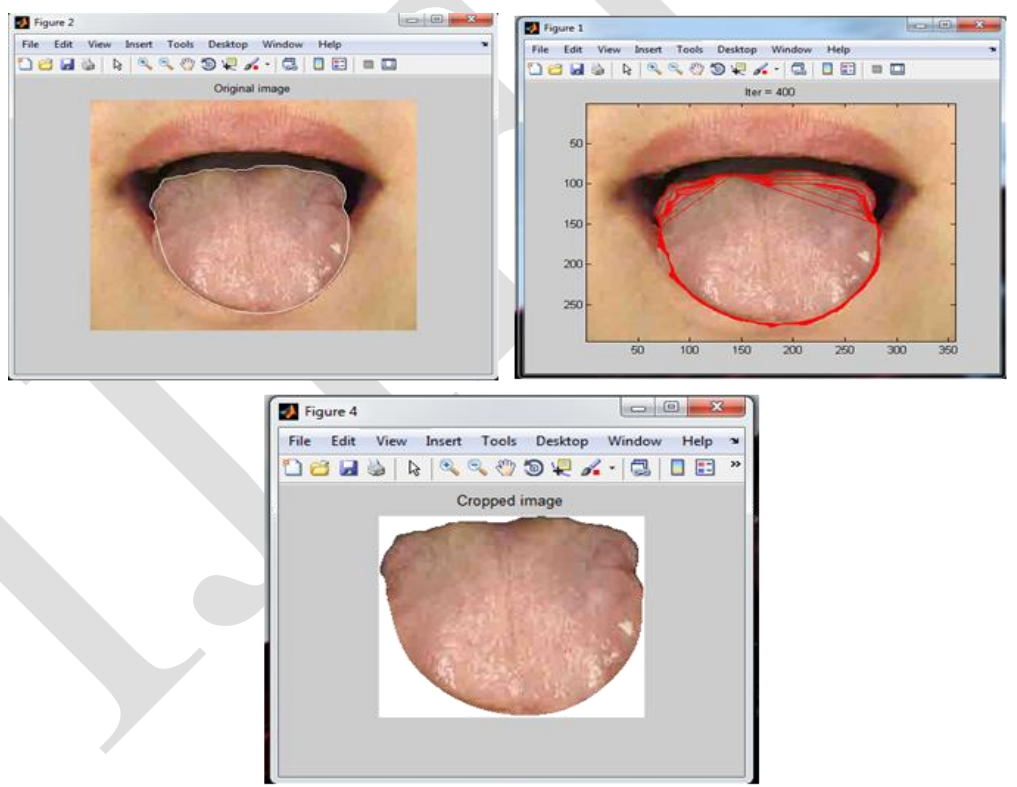 Figure 2
File Edit View Insert Tools Desktop Window Help
Original image
Figure 1
File Edit View Insert Tools Desktop Window Help
Iter = 400
50
100
150
200
250
50 100 150 200 250 300 350
Figure 4
File Edit View Insert Tools Desktop Window Help
Cropped image